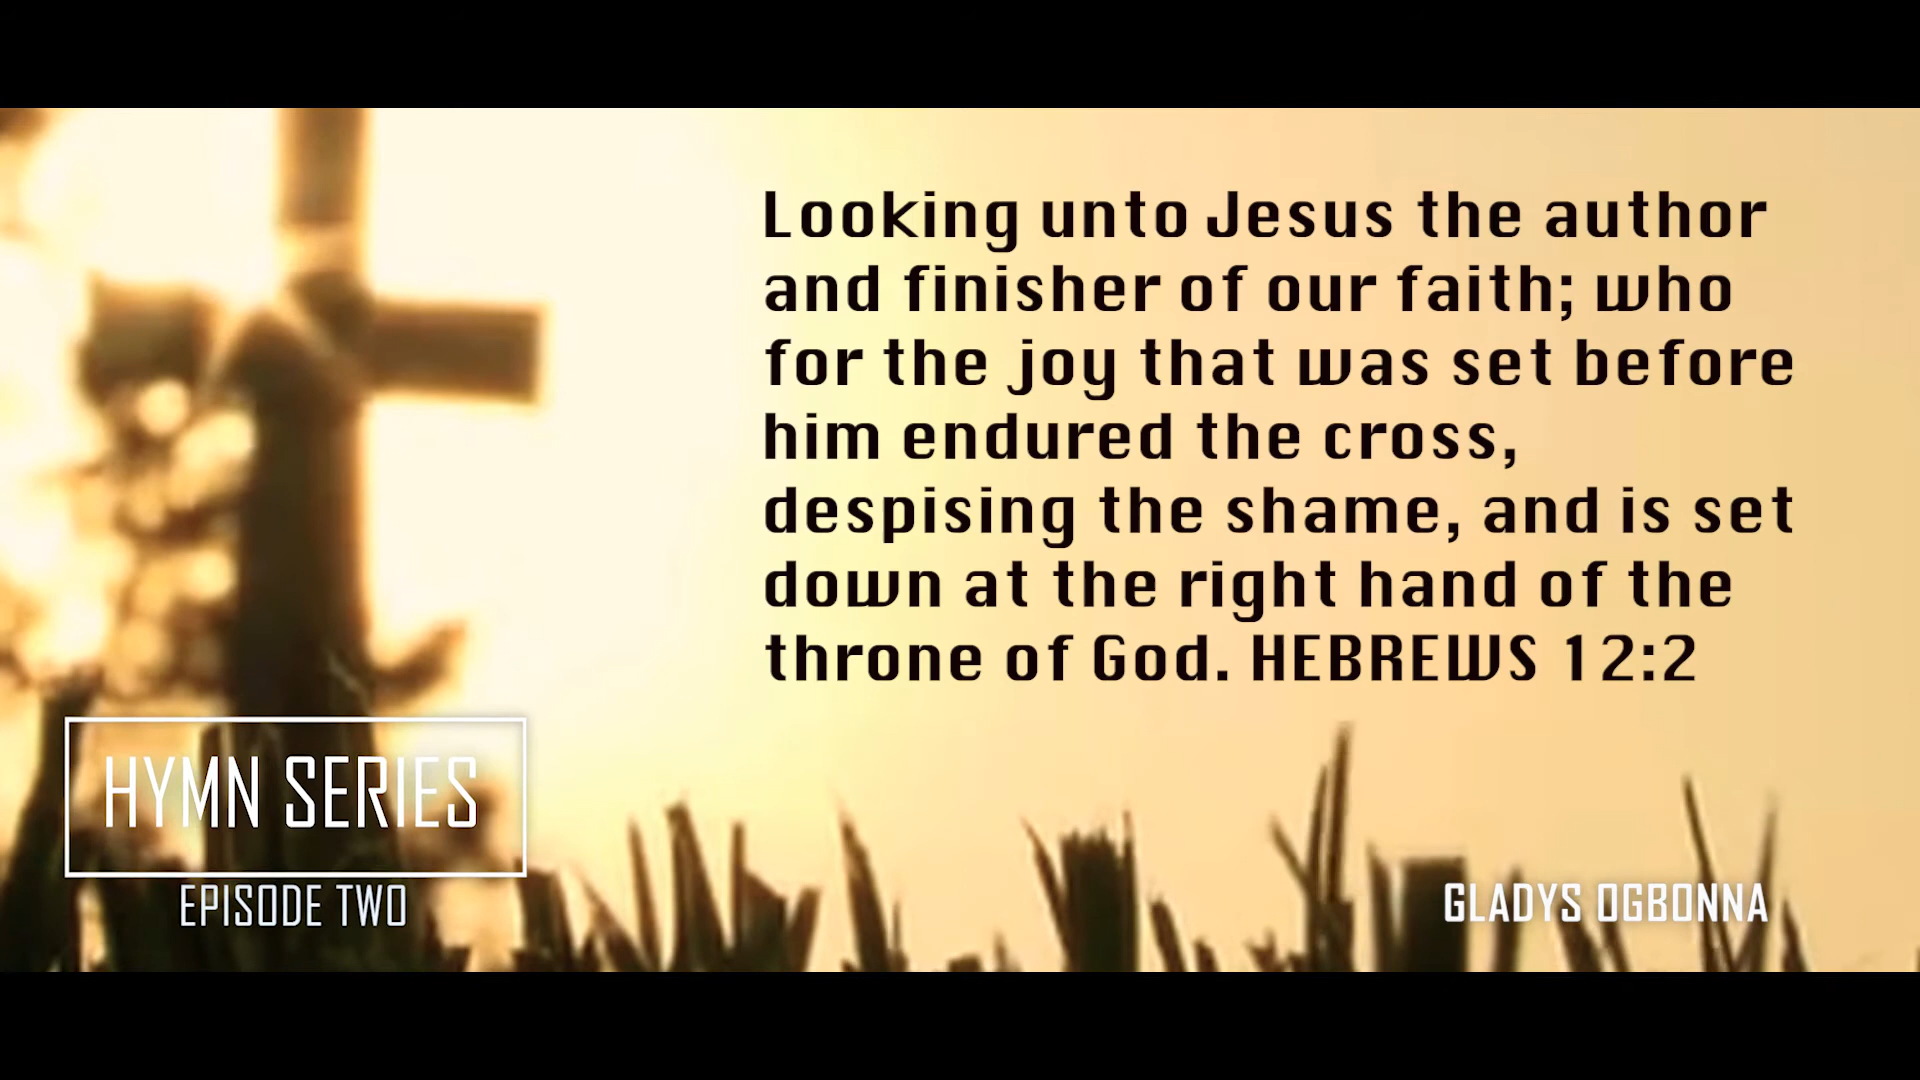 Looking unto Jesus the author
and finisher of our faith; who
for the joy that was set before
him endured the cross,
despising the shame, and is set
down at the right hand of the
throne of God. HEBREWS 12:2
HYMN SERIES
EPISODE TWO
GLADYS OGBONNA